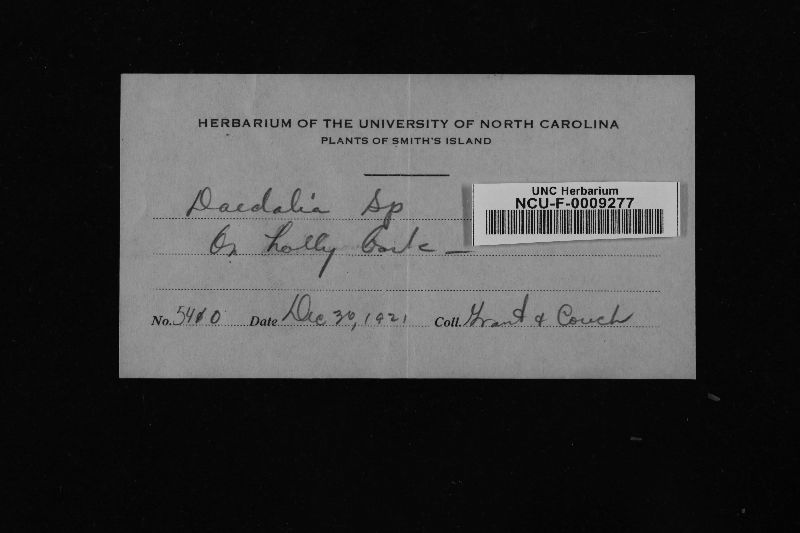 HERBARIUM OF THE UNIVERSITY OF NORTH CAROLINA
PLANTS OF SMITH'S ISLAND
Daedalia Sp
UNC Herbarium
NCU-F-0009277
On holly bark —
No. 5410 Date Dec 30, 1921 Coll. Grant & Couch